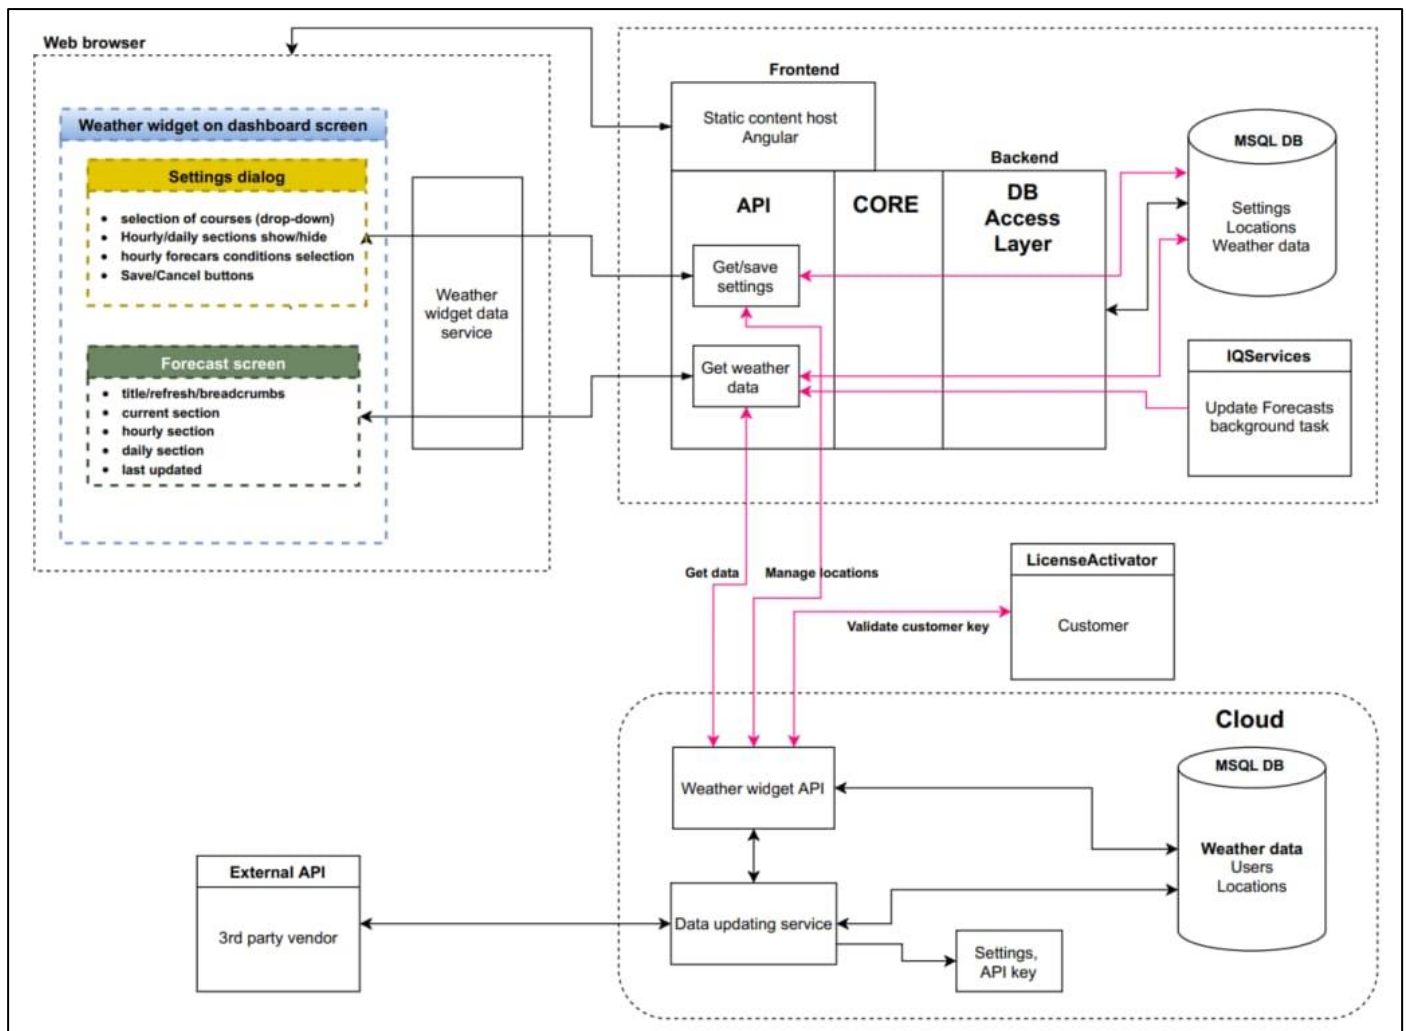 Web browser
Weather widget on dashboard screen
Settings dialog
selection of courses (drop-down)
Hourly/daily sections show/hide
hourly forecars conditions selection
Save/Cancel buttons
Forecast screen
title/refresh/breadcrumbs
current section
hourly section
daily section
last updated
Weather
widget data
service
Frontend
Static content host
Angular
Backend
API
CORE
DB
Access
Layer
Get/save
settings
Get weather
data
MSQL DB
Settings
Locations
Weather data
IQServices
Update Forecasts
background task
Get data
Manage locations
Validate customer key
LicenseActivator
Customer
Cloud
Weather widget API
MSQL DB
Weather data
Users
Locations
Data updating service
Settings,
API key
External API
3rd party vendor